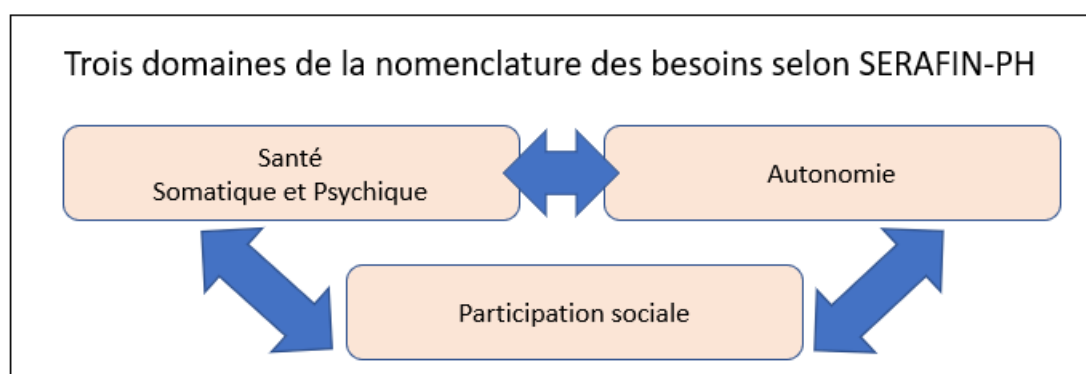 Trois domaines de la nomenclature des besoins selon SERAFIN-PH
Santé
Somatique et Psychique
Autonomie
Participation sociale